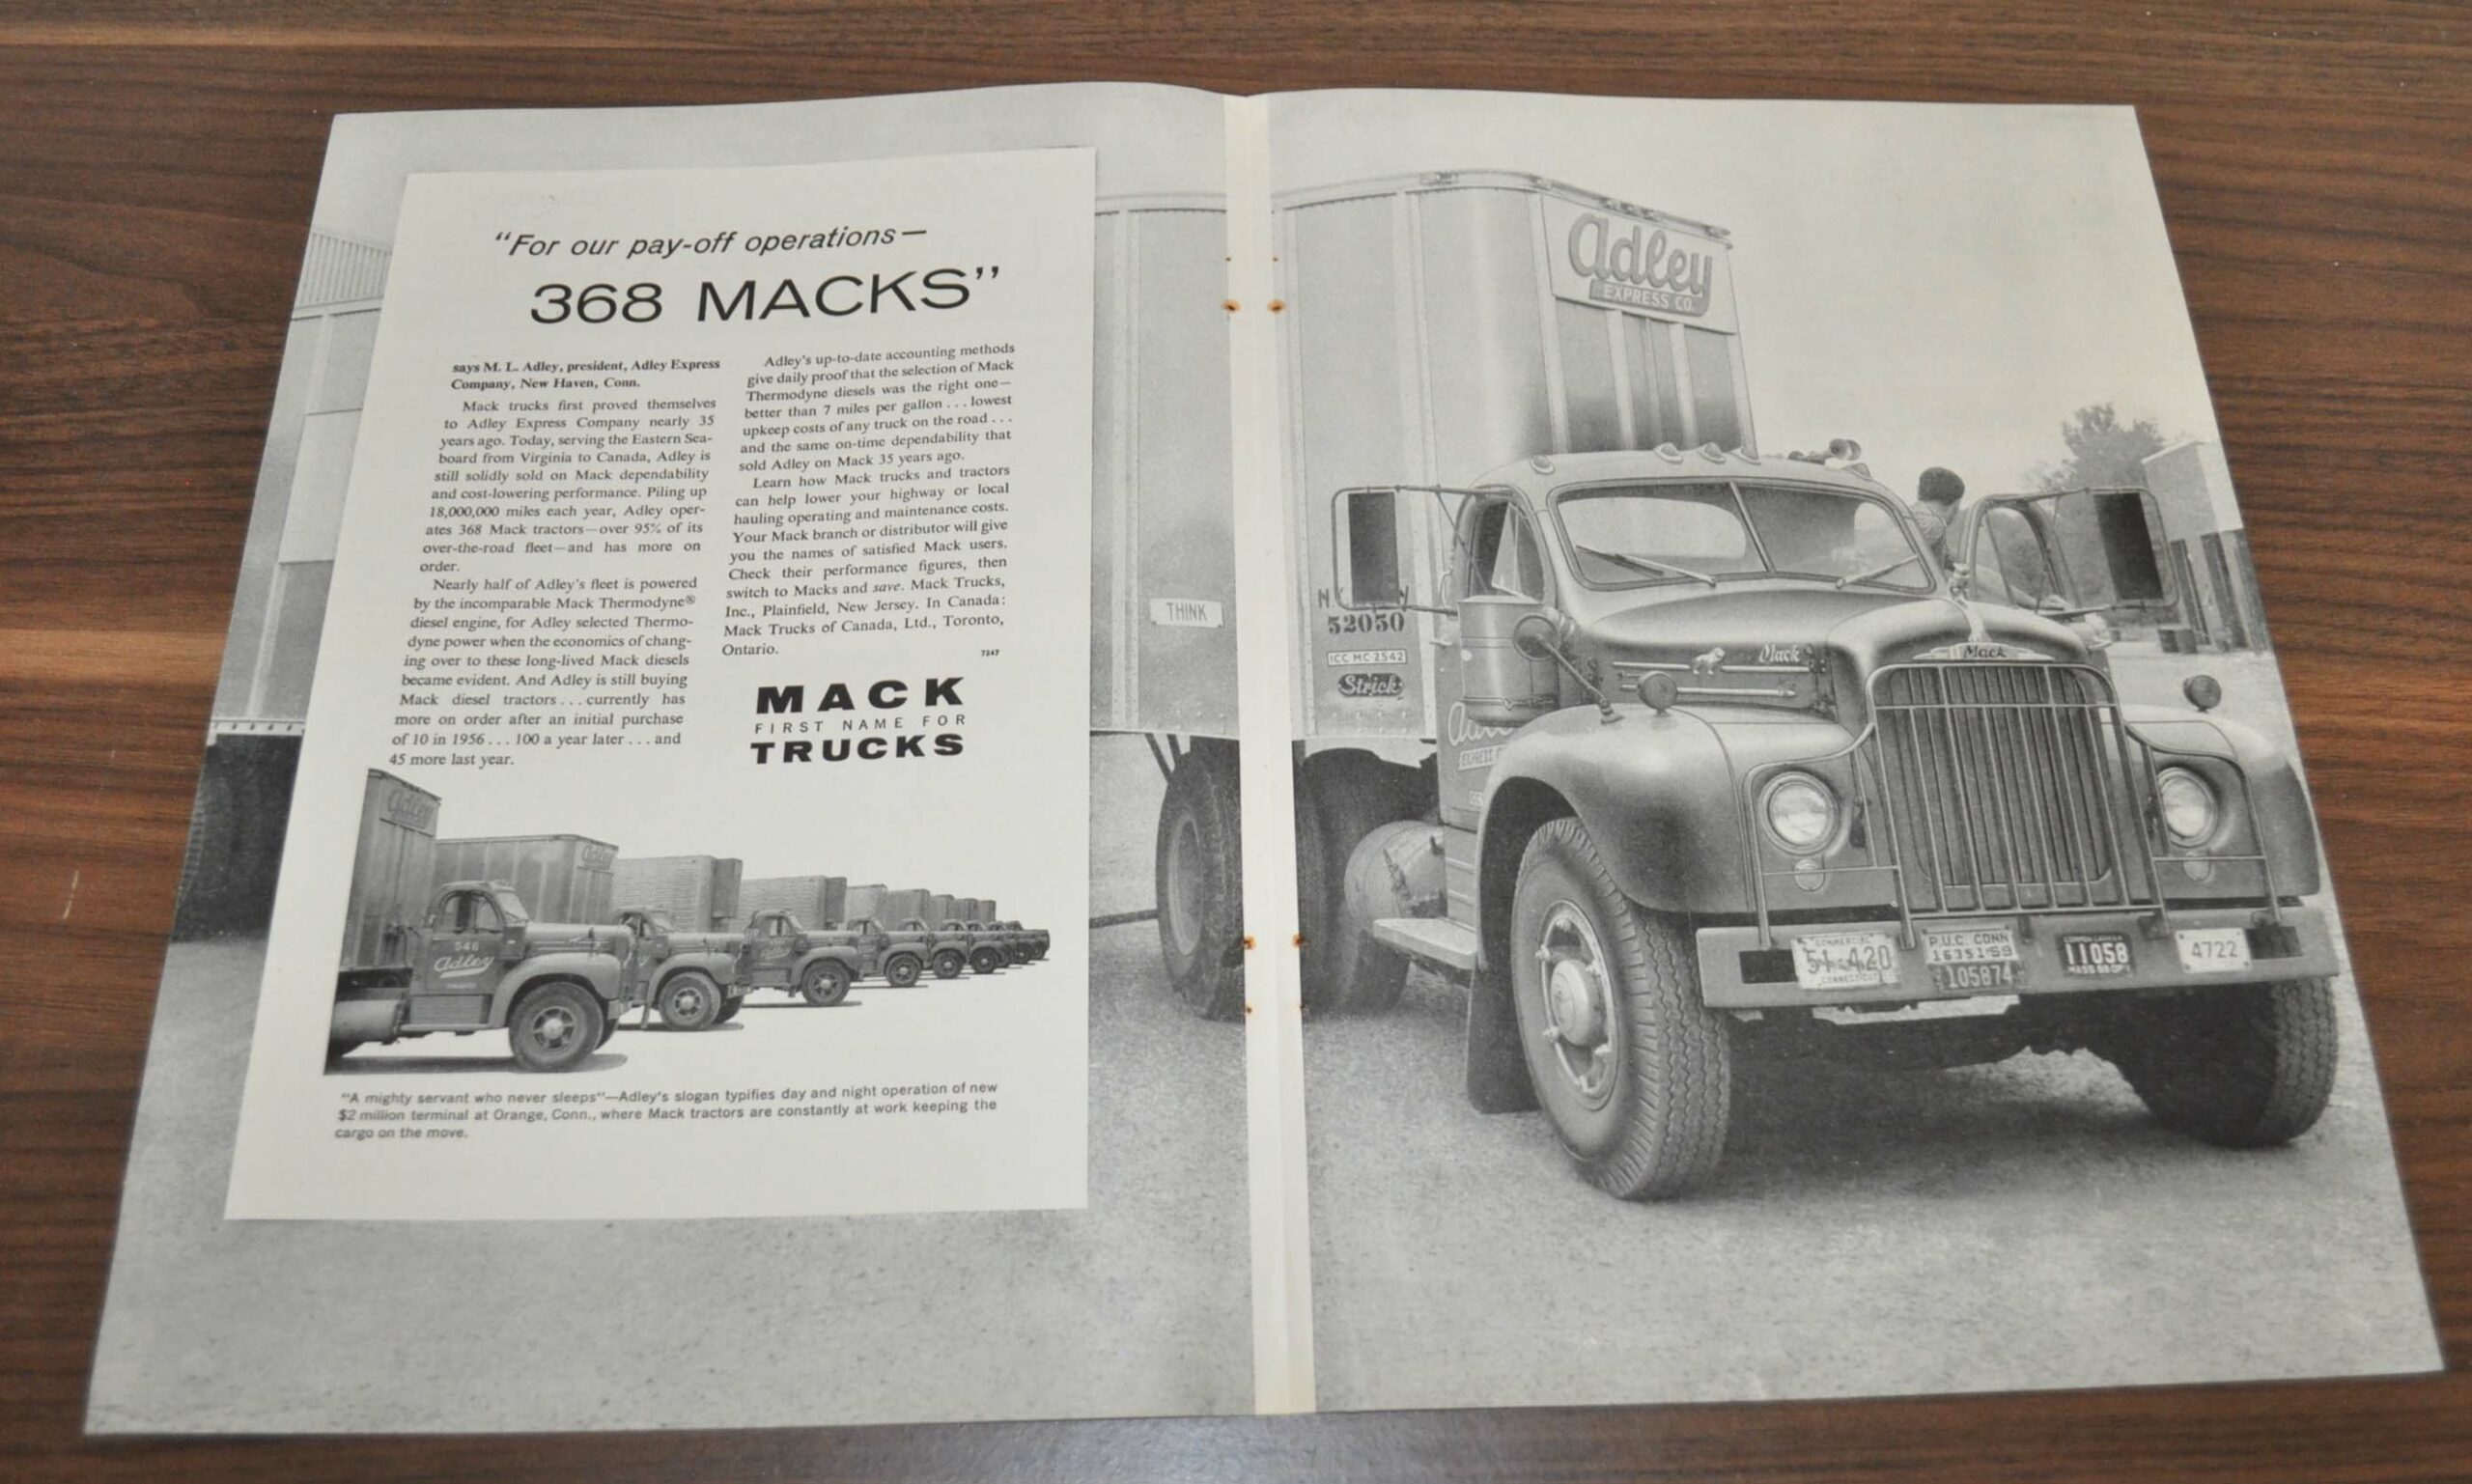 "For our pay-off operations—
368 MACKS"
says M. L. Adley, president, Adley Express
Company, New Haven, Conn.
Mack trucks first proved themselves
to Adley Express Company nearly 35
years ago. Today, serving the Eastern Sea-
board from Virginia to Canada, Adley is
still solidly sold on Mack dependability
and cost-lowering performance. Piling up
18,000,000 miles each year, Adley oper-
ates 368 Mack tractors—over 95% of its
over-the-road fleet—and has more on
order.
Nearly half of Adley's fleet is powered
by the incomparable Mack Thermodyne®
diesel engine, for Adley selected Thermo-
dyne power when the economics of chang-
ing over to these long-lived Mack diesels
became evident. And Adley is still buying
Mack diesel tractors . . . currently has
more on order after an initial purchase
of 10 in 1956 . . . 100 a year later . . . and
45 more last year.
Adley's up-to-date accounting methods
give daily proof that the selection of Mack
Thermodyne diesels was the right one—
better than 7 miles per gallon . . . lowest
upkeep costs of any truck on the road . . .
and the same on-time dependability that
sold Adley on Mack 35 years ago.
Learn how Mack trucks and tractors
can help lower your highway or local
hauling operating and maintenance costs.
Your Mack branch or distributor will give
you the names of satisfied Mack users.
Check their performance figures, then
switch to Macks and save. Mack Trucks,
Inc., Plainfield, New Jersey. In Canada:
Mack Trucks of Canada, Ltd., Toronto,
Ontario.
7247
MACK
FIRST NAME FOR
TRUCKS
Adley
Adley
546
Adley
"A mighty servant who never sleeps"—Adley's slogan typifies day and night operation of new
$2 million terminal at Orange, Conn., where Mack tractors are constantly at work keeping the
cargo on the move.
Adley
EXPRESS CO.
THINK
52050
ICC MC 2542
Strick
Mack
Mack
COMMERCIAL
51-420
CONNECTICUT
P.U.C. CONN
16351 59
105874
11058
4722